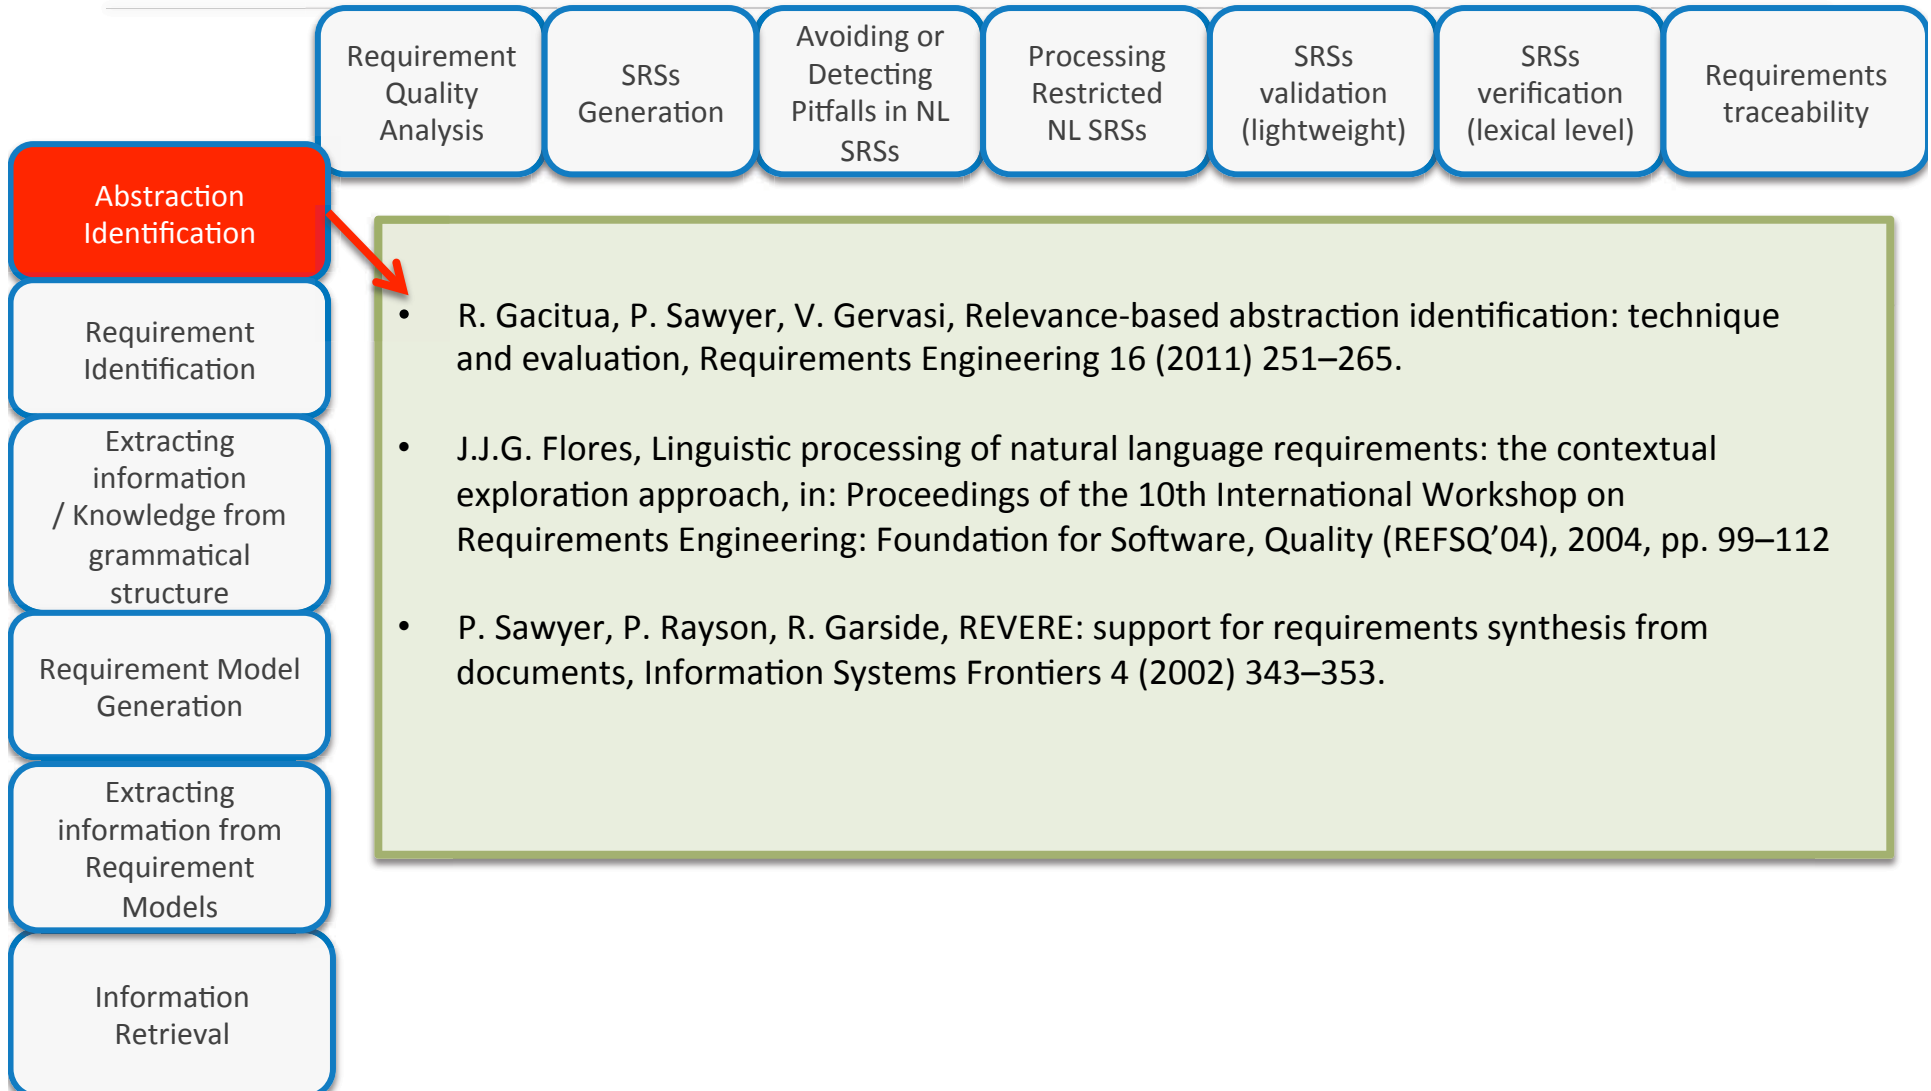 Requirement
Quality
Analysis
SRSs
Generation
Avoiding or
Detecting
Pitfalls in NL
SRSs
Processing
Restricted
NL SRSs
SRSs
validation
(lightweight)
SRSs
verification
(lexical level)
Requirements
traceability
Abstraction
Identification
Requirement
Identification
Extracting
information
/ Knowledge from
grammatical
structure
Requirement Model
Generation
Extracting
information from
Requirement
Models
Information
Retrieval
• R. Gacitua, P. Sawyer, V. Gervasi, Relevance-based abstraction identification: technique
and evaluation, Requirements Engineering 16 (2011) 251–265.
• J.J.G. Flores, Linguistic processing of natural language requirements: the contextual
exploration approach, in: Proceedings of the 10th International Workshop on
Requirements Engineering: Foundation for Software, Quality (REFSQ’04), 2004, pp. 99–112
• P. Sawyer, P. Rayson, R. Garside, REVERE: support for requirements synthesis from
documents, Information Systems Frontiers 4 (2002) 343–353.